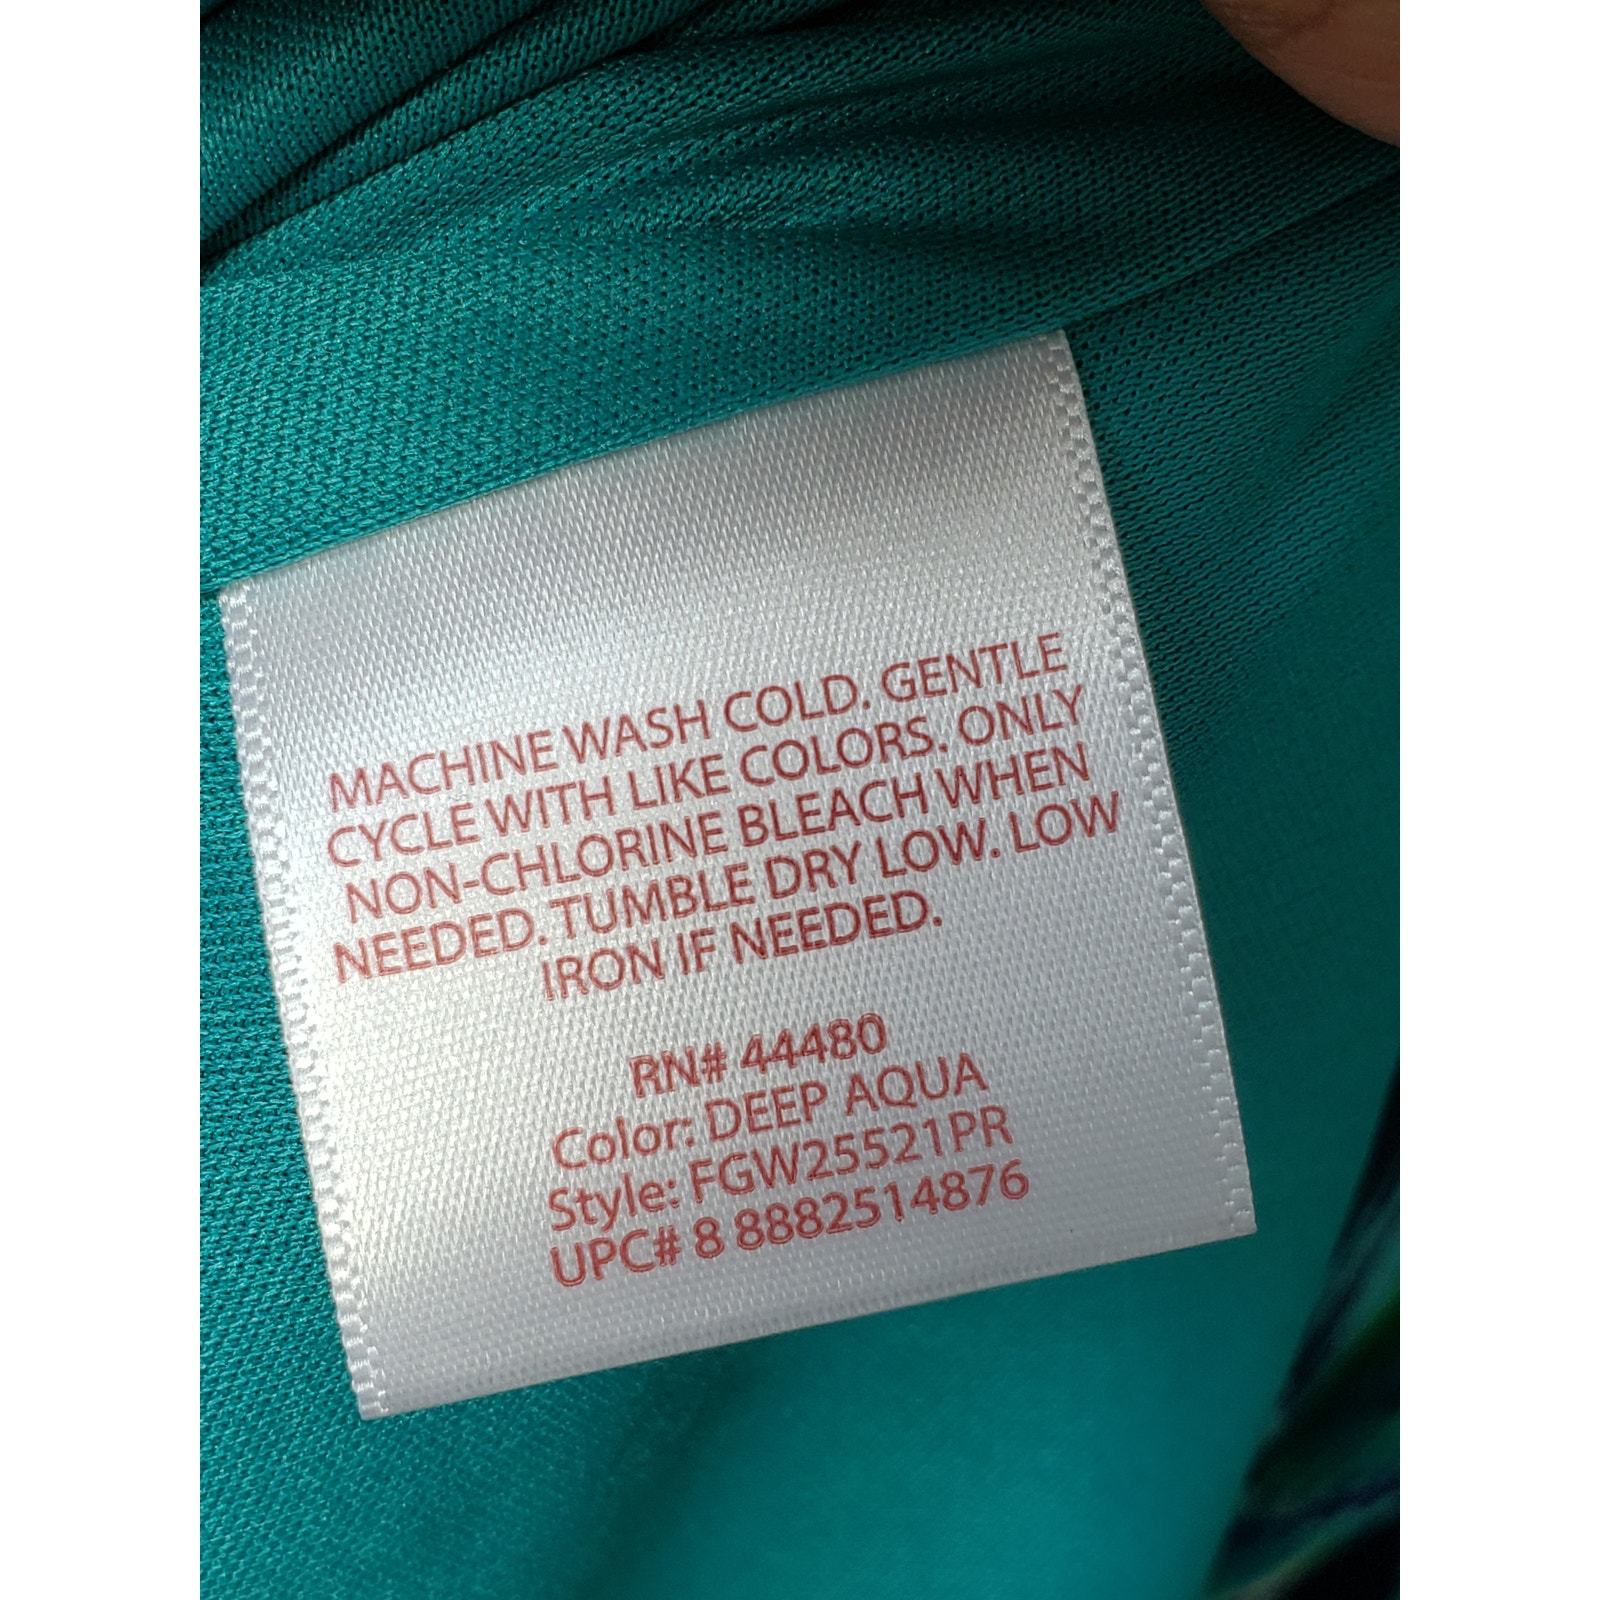 MACHINE WASH COLD. GENTLE
CYCLE WITH LIKE COLORS. ONLY
NON-CHLORINE BLEACH WHEN
NEEDED. TUMBLE DRY LOW. LOW
IRON IF NEEDED.
RN# 44480
Color: DEEP AQUA
Style: FGW25521PR
UPC# 8 8882514876